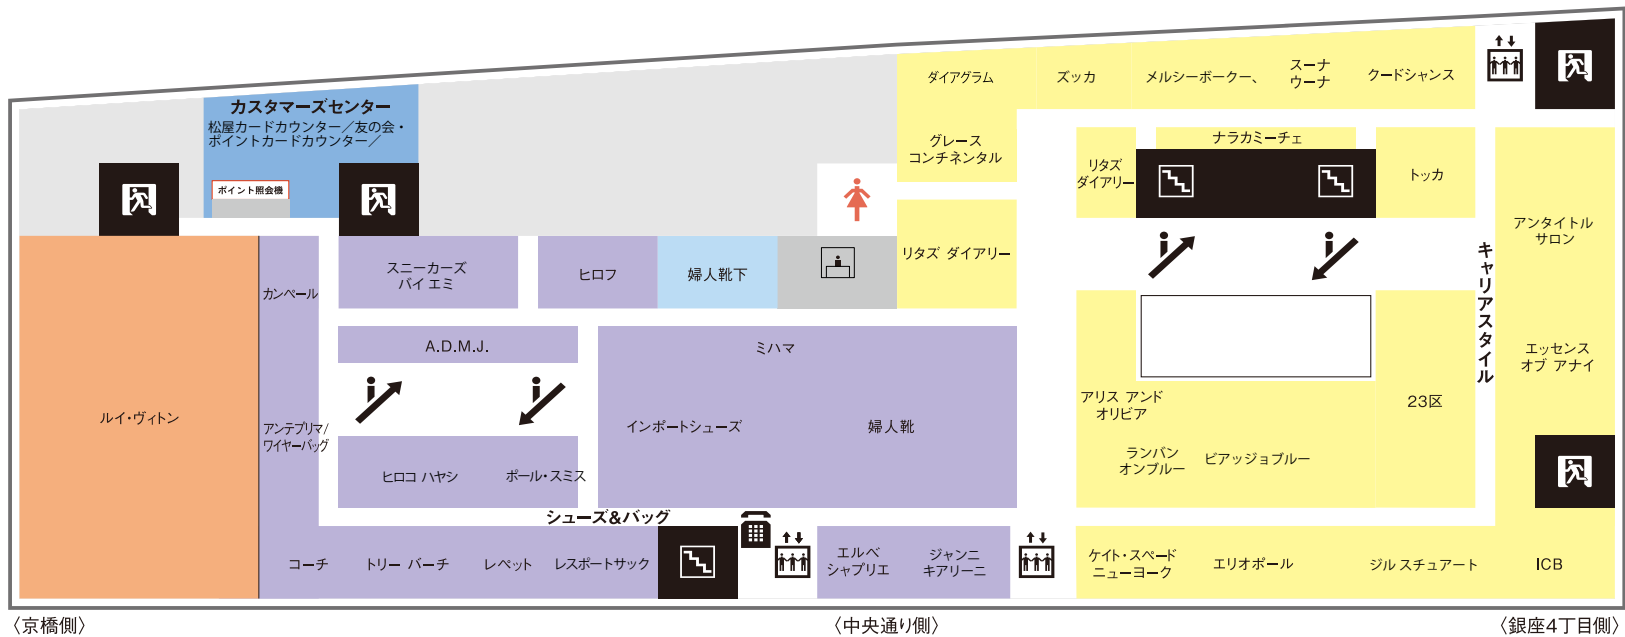 カスタマーズセンター
松屋カードカウンター／友の会・
ポイントカードカウンター／
ポイント照会機
ダイアグラム
ズッカ
メルシーボークー、
スーナ
ウーナ
クードシャンス
グレース
コンチネンタル
リタズ
ダイアリー
ナラカミーチェ
トッカ
リタズ ダイアリー
アンタイトル
サロン
キャリアスタイル
カンペール
スニーカーズ
バイ エミ
ヒロフ
婦人靴下
A.D.M.J.
ミハマ
エッセンス
オブ アナイ
ルイ・ヴィトン
アンテプリマ/
ワイヤーバッグ
インポートシューズ
婦人靴
アリス アンド
オリビア
23区
ヒロコ ハヤシ
ポール・スミス
ランバン
オンブルー
ビアッジョブルー
シューズ&バッグ
コーチ
トリー バーチ
レペット
レスポートサック
エルベ
シャプリエ
ジャンニ
キアリーニ
ケイト・スペード
ニューヨーク
エリオポール
ジル スチュアート
ICB
〈京橋側〉
〈中央通り側〉
〈銀座4丁目側〉